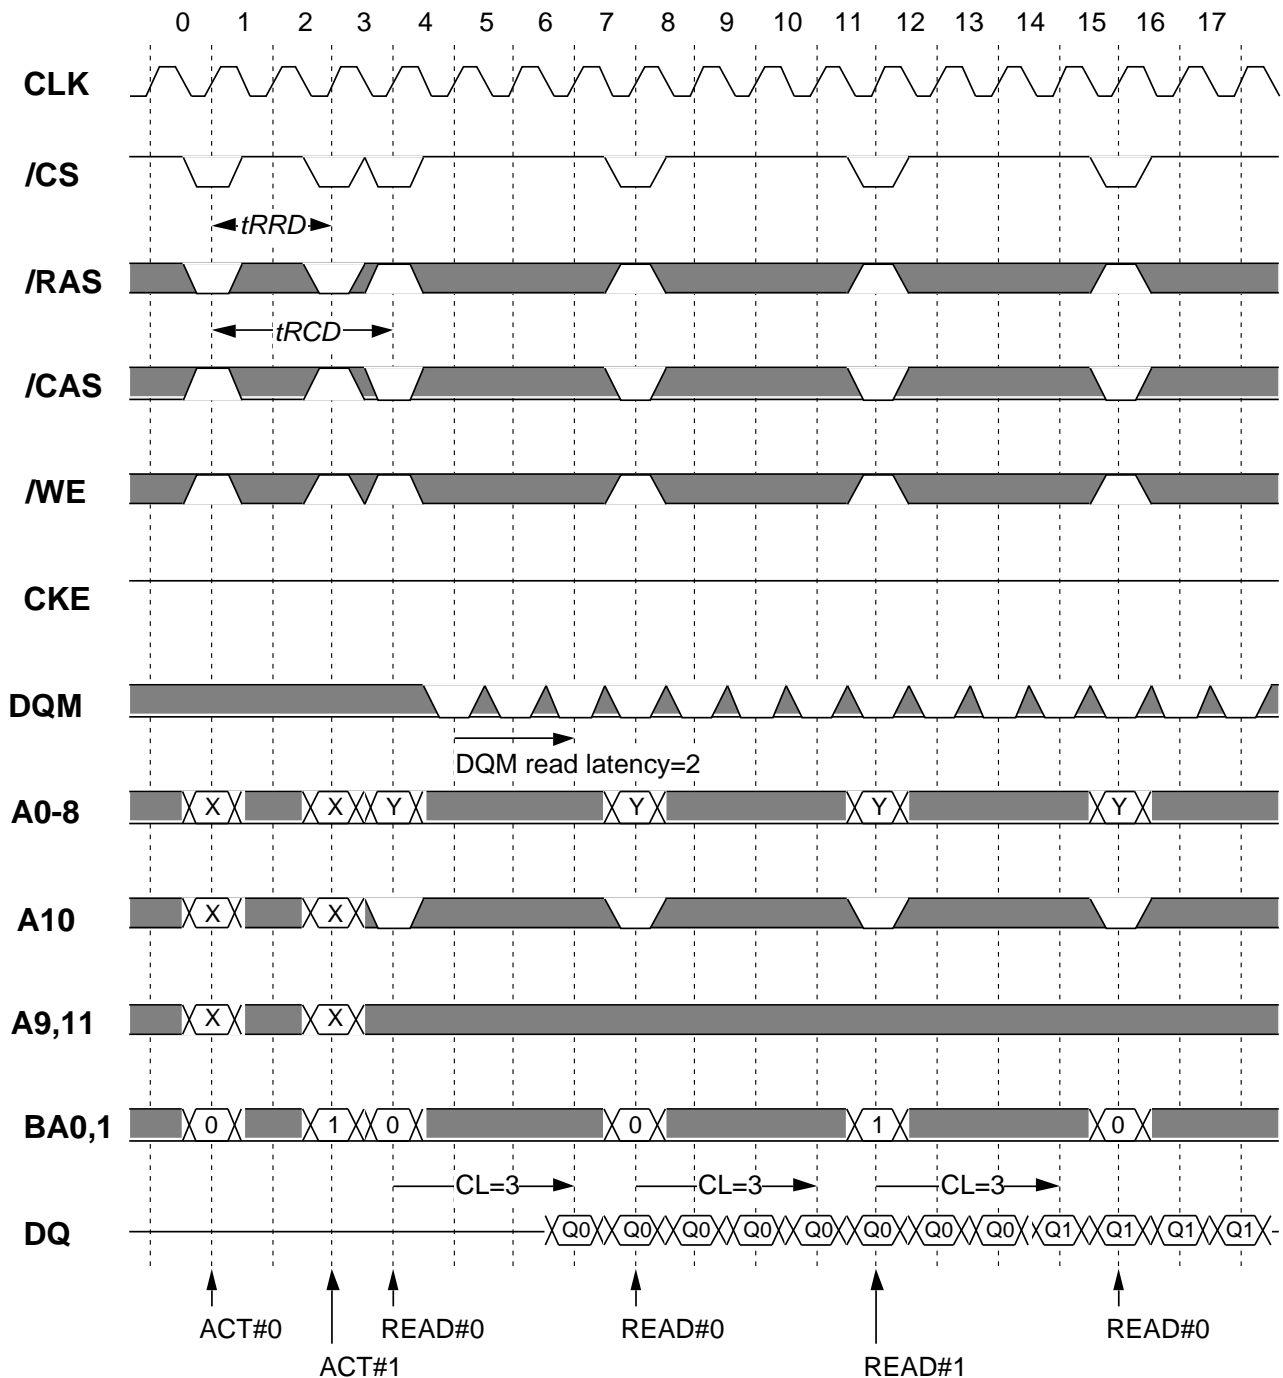 0 1 2 3 4 5 6 7 8 9 10 11 12 13 14 15 16 17
CLK
/CS
tRRD
/RAS
tRCD
/CAS
/WE
CKE
DQM
DQM read latency=2
A0-8 X X Y Y Y Y
A10 X X
A9,11 X X
BA0,1 0 1 0 0 1 0
CL=3 CL=3 CL=3
DQ Q0 Q0 Q0 Q0 Q0 Q0 Q0 Q0 Q1 Q1 Q1 Q1
ACT#0 READ#0 READ#0 READ#0
ACT#1 READ#1